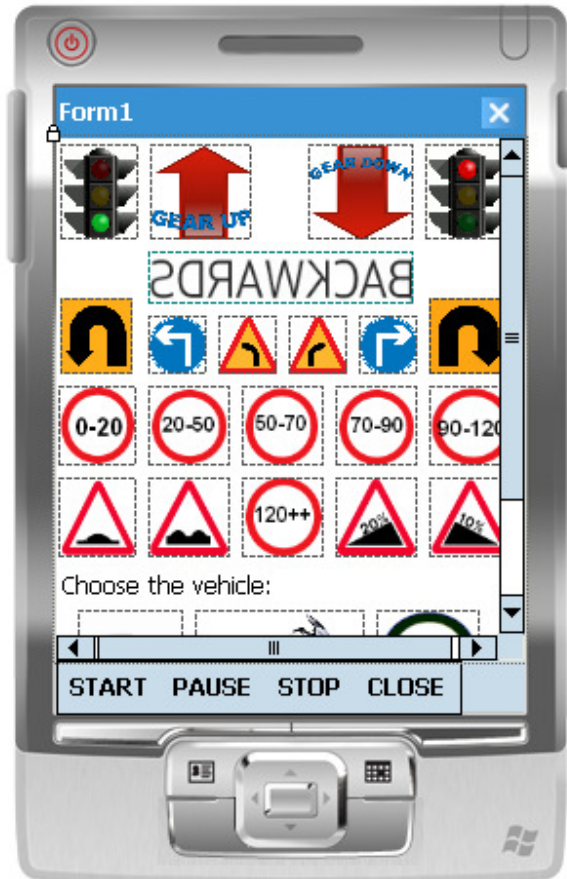 Form1
GEAR UP
GEAR DOWN
BACKWARDS
0-20
20-50
50-70
70-90
90-120
120++
20%
10%
Choose the vehicle:
START PAUSE STOP CLOSE